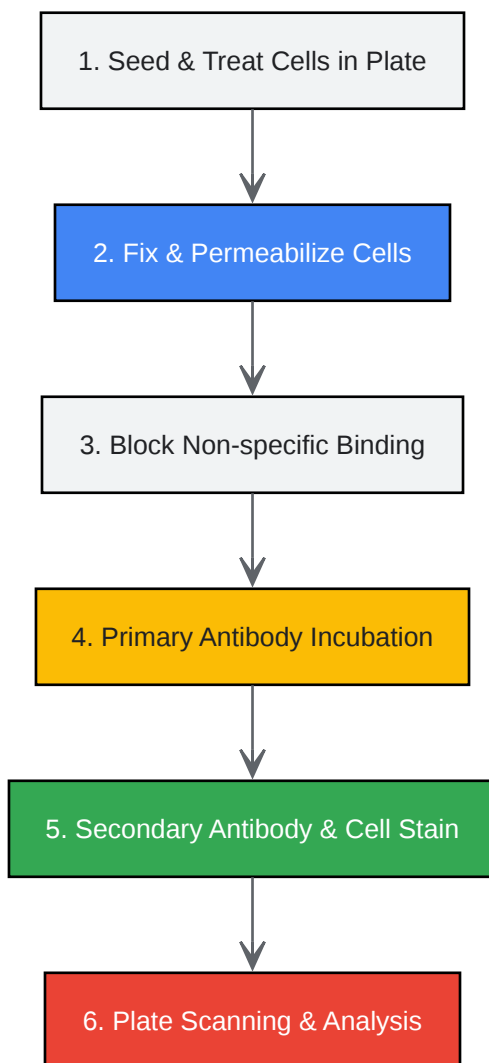 1. Seed & Treat Cells in Plate
2. Fix & Permeabilize Cells
3. Block Non-specific Binding
4. Primary Antibody Incubation
5. Secondary Antibody & Cell Stain
6. Plate Scanning & Analysis